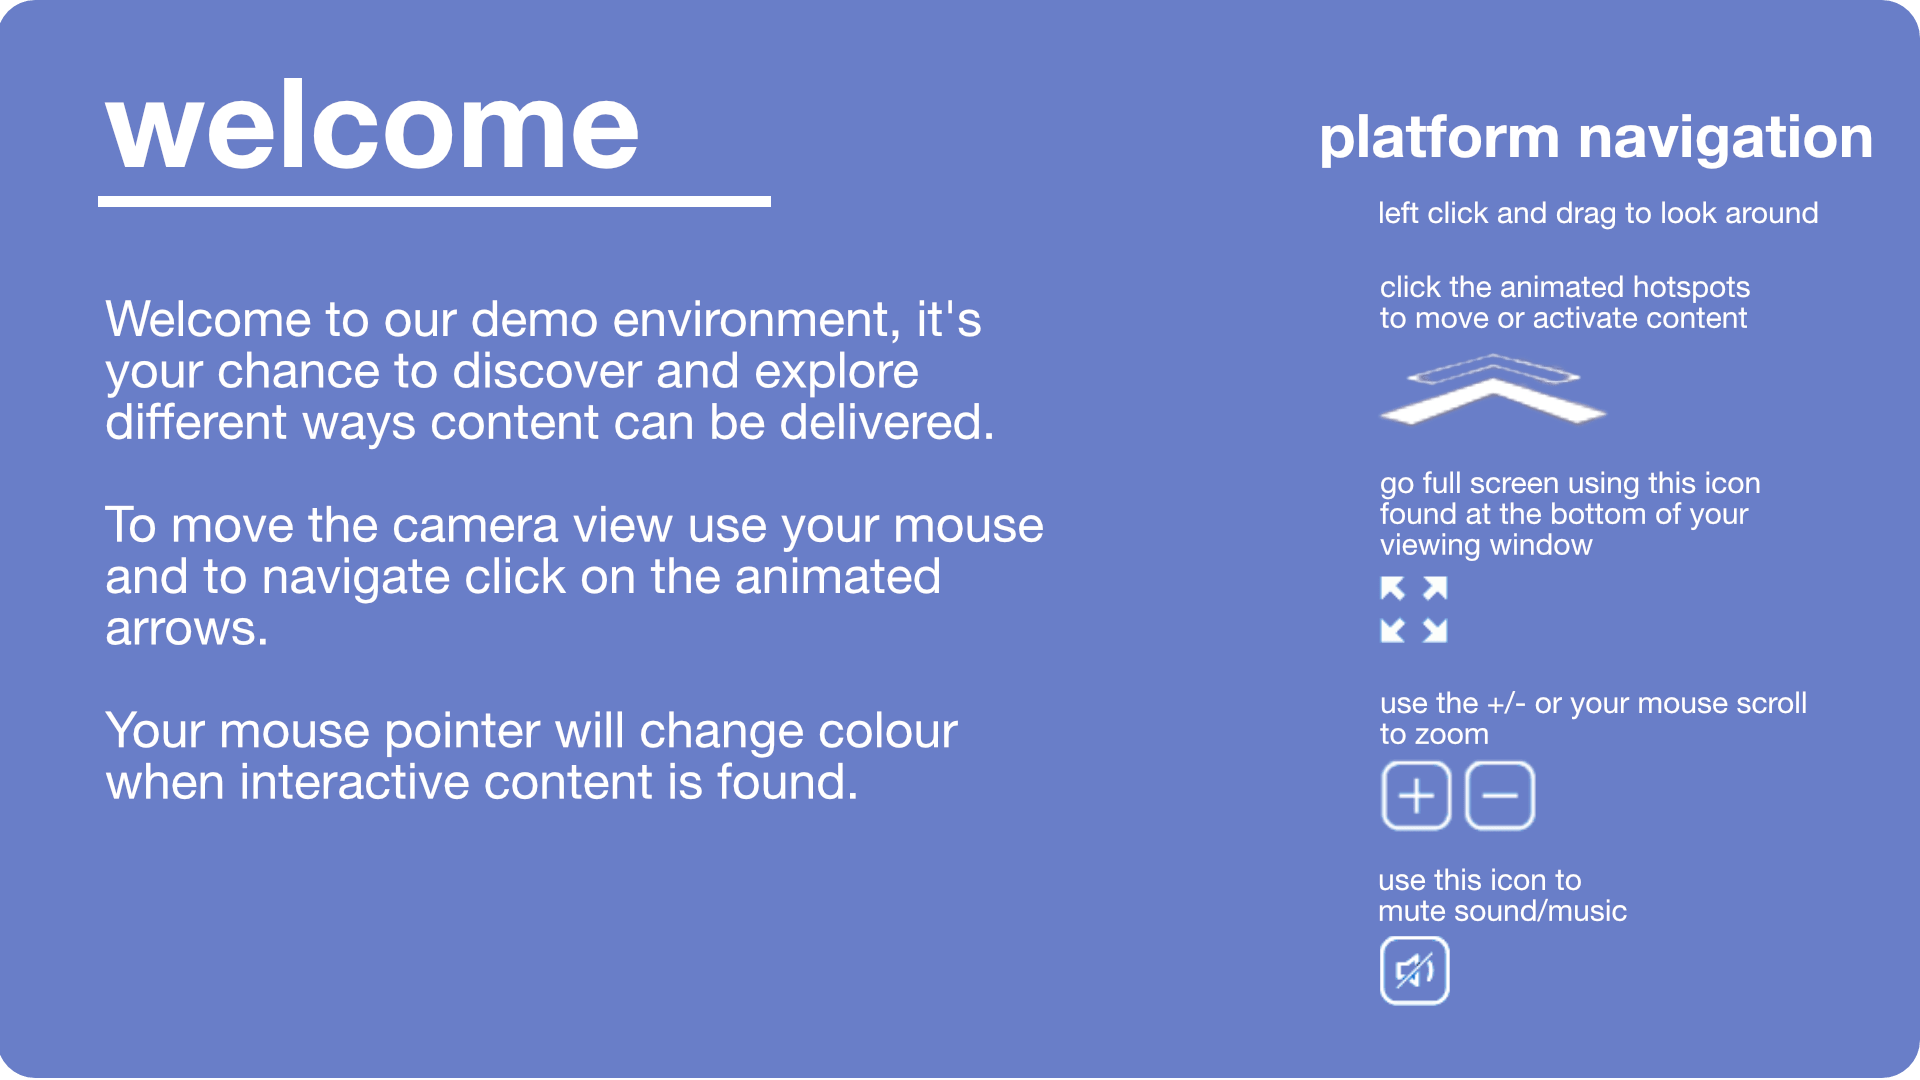 welcome
Welcome to our demo environment, it's
your chance to discover and explore
different ways content can be delivered.
To move the camera view use your mouse
and to navigate click on the animated
arrows.
Your mouse pointer will change colour
when interactive content is found.
platform navigation
left click and drag to look around
click the animated hotspots
to move or activate content
go full screen using this icon
found at the bottom of your
viewing window
use the +/- or your mouse scroll
to zoom
use this icon to
mute sound/music